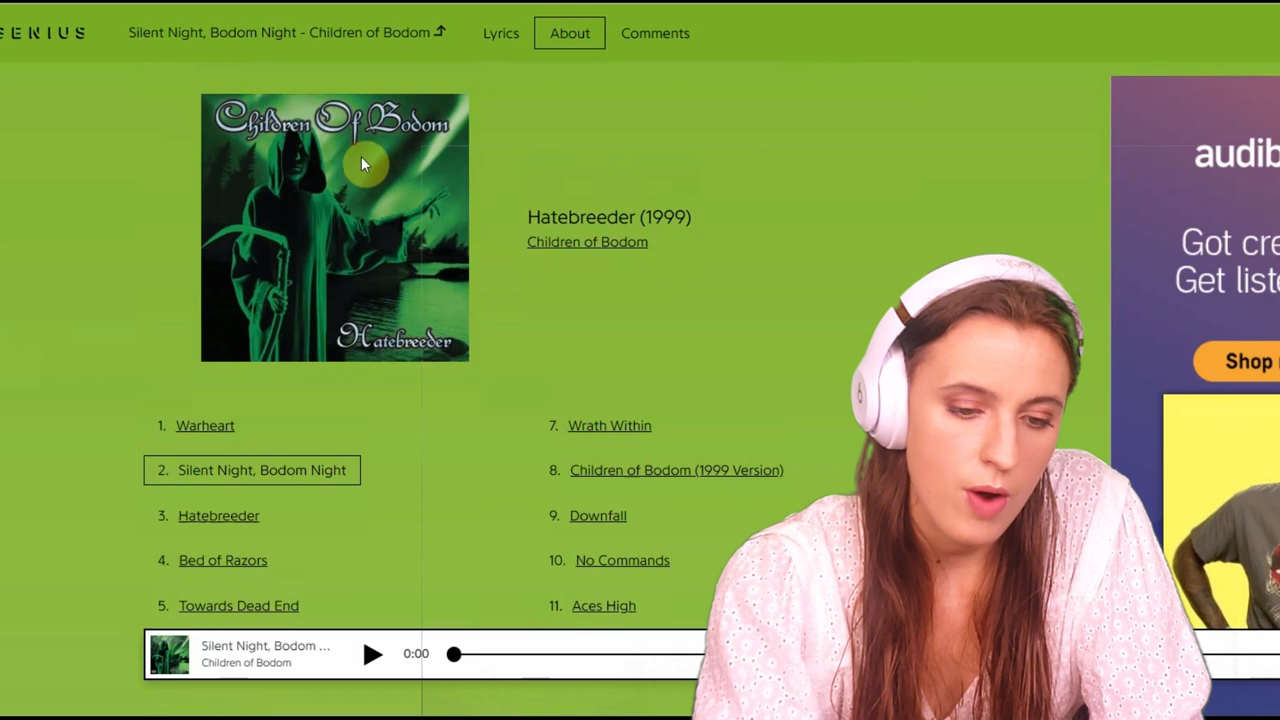 GENIUS
Silent Night, Bodom Night - Children of Bodom
Lyrics
About
Comments
Children Of Bodom
Hatebreeder
Hatebreeder (1999)
Children of Bodom
1. Warheart
2. Silent Night, Bodom Night
3. Hatebreeder
4. Bed of Razors
5. Towards Dead End
7. Wrath Within
8. Children of Bodom (1999 Version)
9. Downfall
10. No Commands
11. Aces High
Silent Night, Bodom ...
Children of Bodom
0:00
audib
Got cre
Get liste
Shop